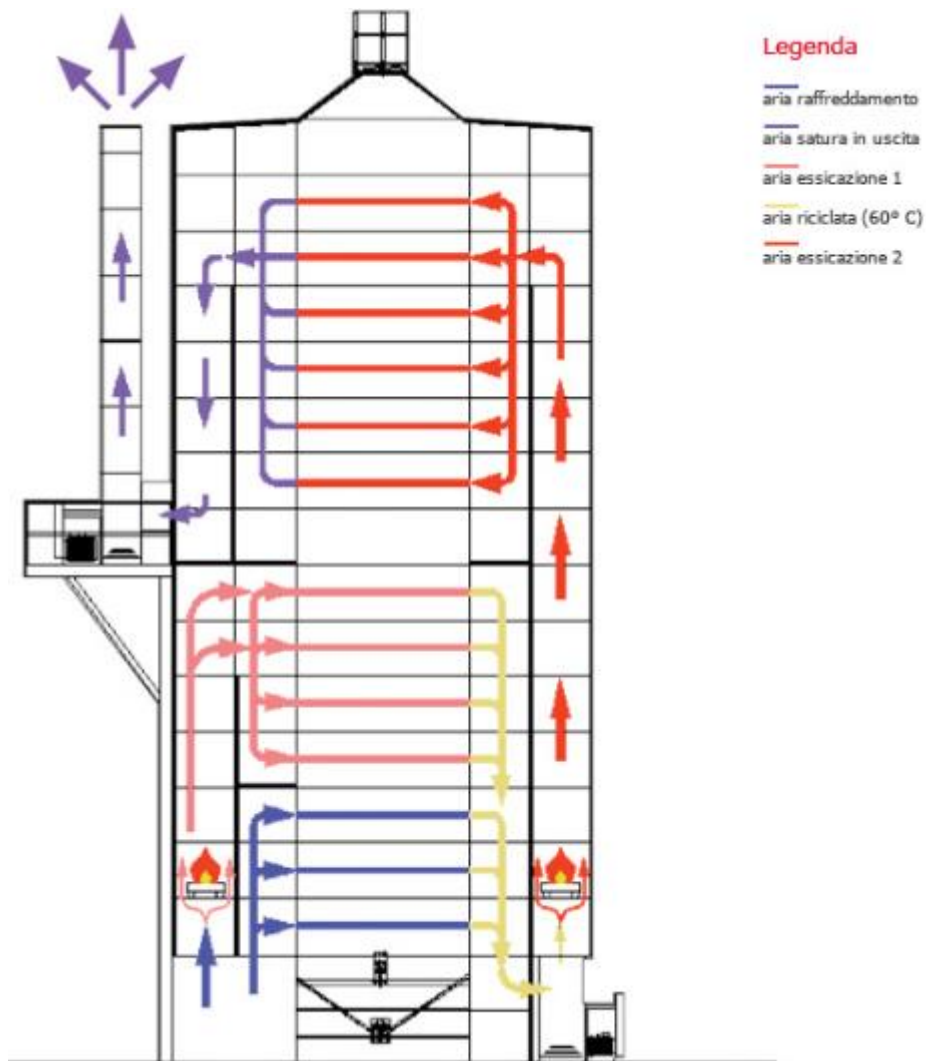 Legenda
aria raffreddamento
aria satura in uscita
aria essicazione 1
aria riciclata (60° C)
aria essicazione 2